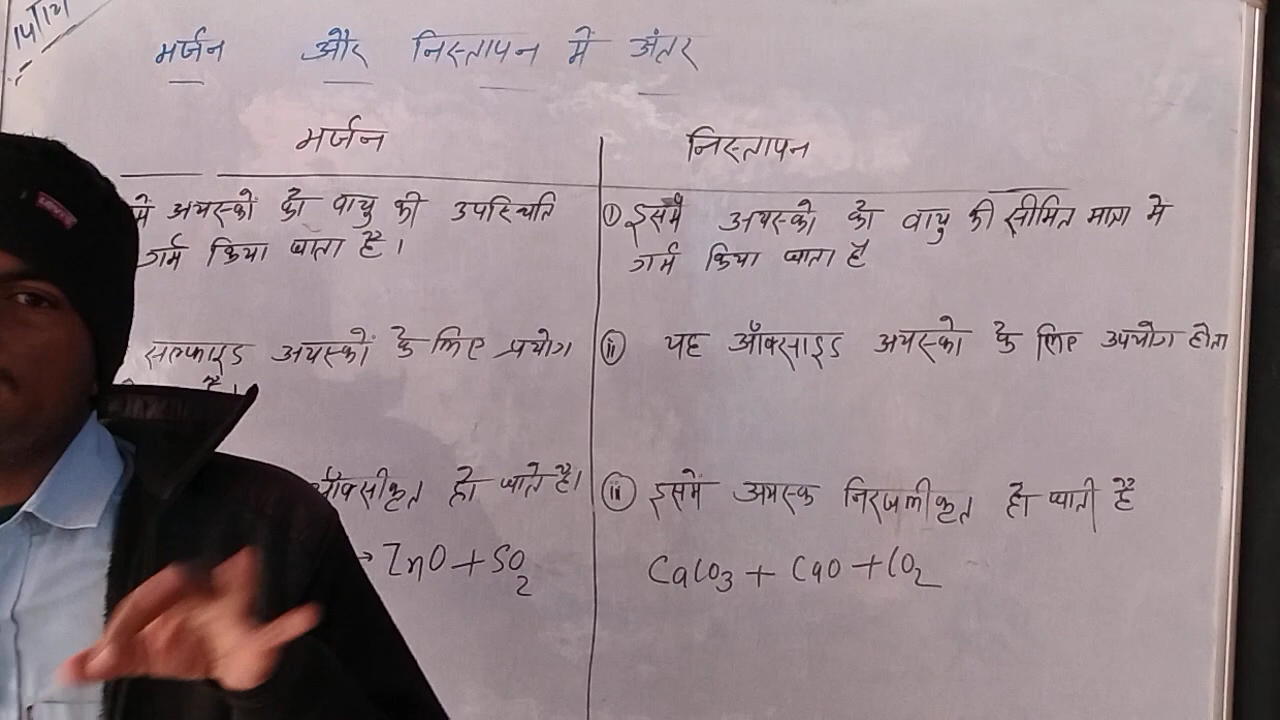 14/12/
मर्जन और निस्तापन में अंतर
मर्जन
निस्तापन
में अयस्कों को वायु की उपस्थिति
गर्म किया जाता है।
① इसमें अयस्को को वायु की सीमित मात्रा मे
गर्म किया जाता है
सल्फाइड अयस्कों के लिए प्रयोग
है।
ⅱ यह ऑक्साइड अयस्को के लिए उपयोग होता
ऑक्सीकृत हो जाते है।
→ ZnO + SO2
ⅱ इसमें अयस्क निरजलीकृत हो जाती है
CaCO3 + CaO + CO2